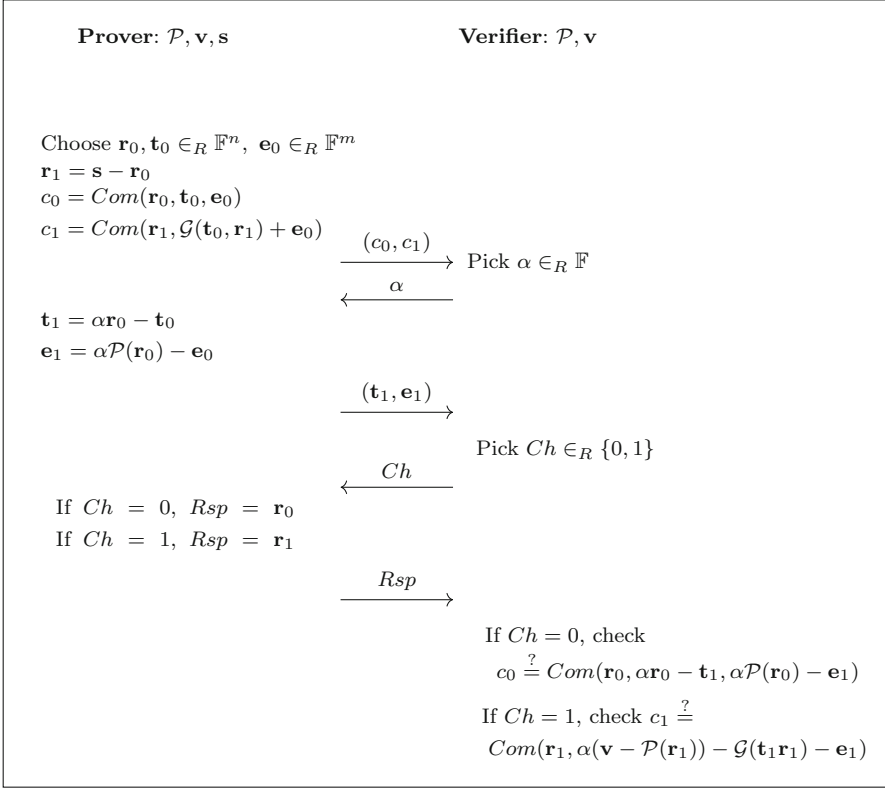 Prover: 𝒫, v, s
Verifier: 𝒫, v
Choose r₀, t₀ ∈_R 𝔽ⁿ, e₀ ∈_R 𝔽ᵐ
r₁ = s − r₀
c₀ = Com(r₀, t₀, e₀)
c₁ = Com(r₁, 𝒢(t₀, r₁) + e₀)
(c₀, c₁)
Pick α ∈_R 𝔽
α
t₁ = αr₀ − t₀
e₁ = α𝒫(r₀) − e₀
(t₁, e₁)
Pick Ch ∈_R {0, 1}
Ch
If Ch = 0, Rsp = r₀
If Ch = 1, Rsp = r₁
Rsp
If Ch = 0, check
c₀ ≟ Com(r₀, αr₀ − t₁, α𝒫(r₀) − e₁)
If Ch = 1, check c₁ ≟
Com(r₁, α(v − 𝒫(r₁)) − 𝒢(t₁r₁) − e₁)